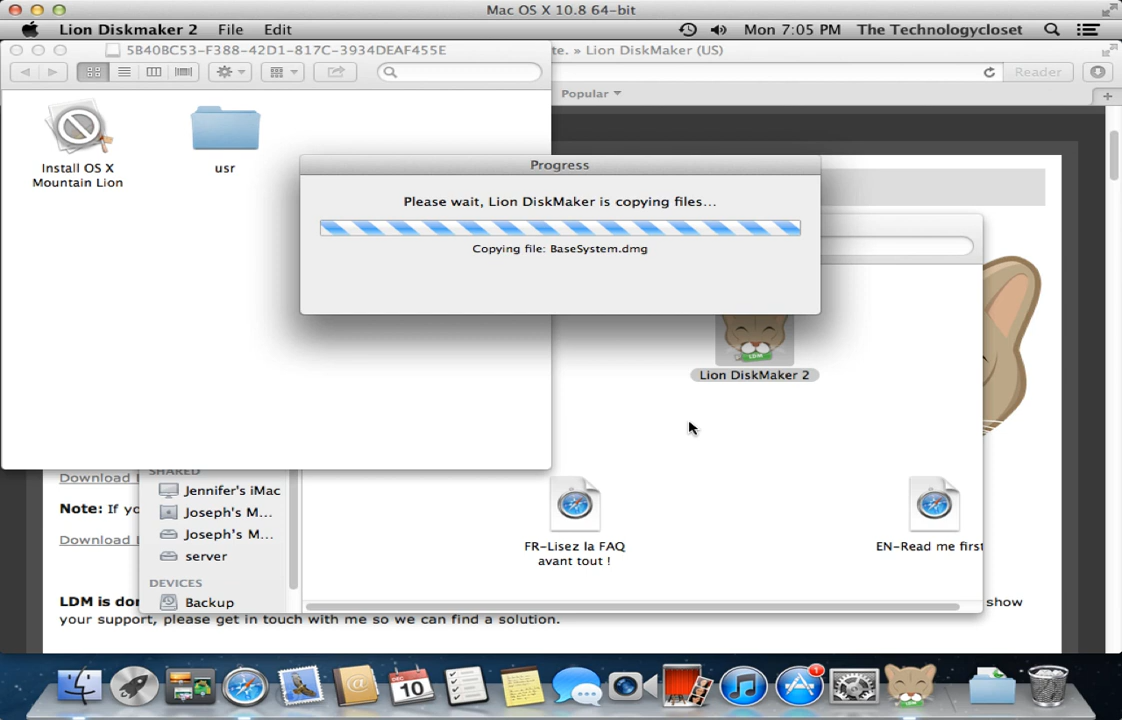 Mac OS X 10.8 64-bit
Lion Diskmaker 2 File Edit Mon 7:05 PM The Technologycloset
5B40BC53-F388-42D1-817C-3934DEAF455E
te. » Lion DiskMaker (US)
Reader
Popular
Install OS X
Mountain Lion
usr
Progress
Please wait, Lion DiskMaker is copying files...
Copying file: BaseSystem.dmg
LDM
Lion DiskMaker 2
SHARED
Download
Jennifer's iMac
Note: If yo
Joseph's M...
Joseph's M...
Download
server
FR-Lisez la FAQ
avant tout !
EN-Read me first
DEVICES
Backup
LDM is do
show
your support, please get in touch with me so we can find a solution.
DEC
10
1
LDM